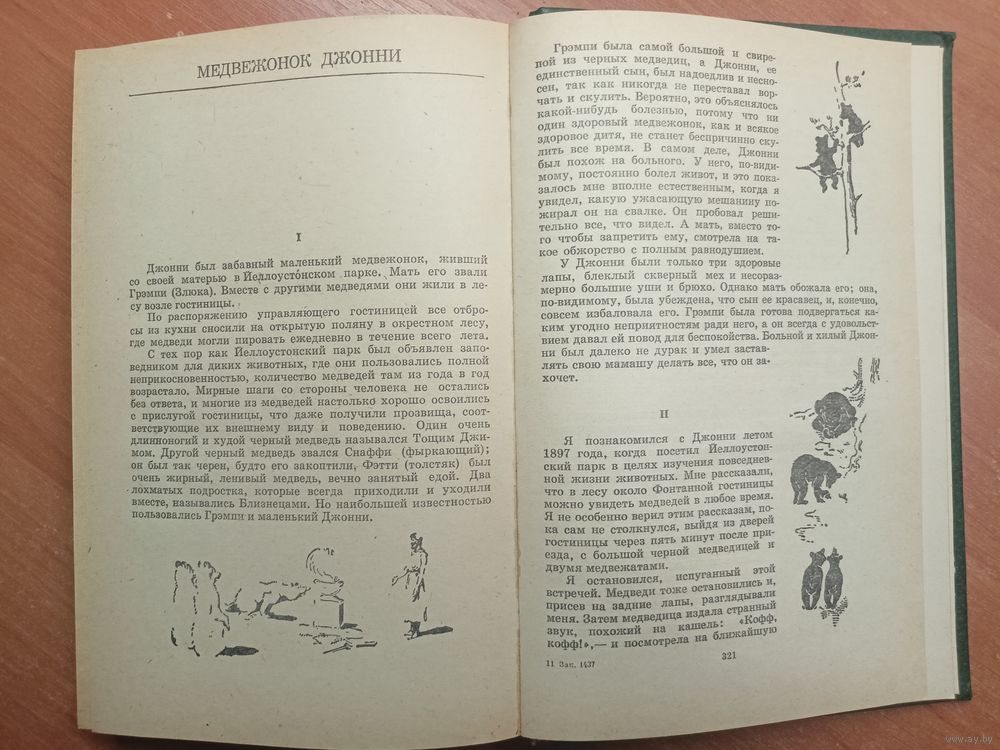 МЕДВЕЖОНОК ДЖОННИ
I
Джонни был забавный маленький медвежонок, живший
со своей матерью в Йеллоусто́нском парке. Мать его звали
Грэмпи (Злюка). Вместе с другими медведями они жили в ле-
су возле гостиницы.
По распоряжению управляющего гостиницей все отбро-
сы из кухни сносили на открытую поляну в окрестном лесу,
где медведи могли пировать ежедневно в течение всего лета.
С тех пор как Йеллоустонский парк был объявлен запо-
ведником для диких животных, где они пользовались полной
неприкосновенностью, количество медведей там из года в год
возрастало. Мирные шаги со стороны человека не остались
без ответа, и многие из медведей настолько хорошо освоились
с прислугой гостиницы, что даже получили прозвища, соот-
ветствующие их внешнему виду и поведению. Один очень
длинноногий и худой черный медведь назывался Тощим Джи-
мом. Другой черный медведь звался Снаффи (фыркающий);
он был так черен, будто его закоптили. Фэтти (толстяк) был
очень жирный, ленивый медведь, вечно занятый едой. Два
лохматых подростка, которые всегда приходили и уходили
вместе, назывались Близнецами. Но наибольшей известностью
пользовались Грэмпи и маленький Джонни.
Грэмпи была самой большой и свире-
пой из черных медведиц, а Джонни, ее
единственный сын, был надоедлив и несно-
сен, так как никогда не переставал вор-
чать и скулить. Вероятно, это объяснялось
какой-нибудь болезнью, потому что ни
один здоровый медвежонок, как и всякое
здоровое дитя, не станет беспричинно ску-
лить все время. В самом деле, Джонни
был похож на больного. У него, по-види-
мому, постоянно болел живот, и это пока-
залось мне вполне естественным, когда я
увидел, какую ужасающую мешанину по-
жирал он на свалке. Он пробовал реши-
тельно все, что видел. А мать, вместо то-
го чтобы запретить ему, смотрела на та-
кое обжорство с полным равнодушием.
У Джонни были только три здоровые
лапы, блеклый скверный мех и несораз-
мерно большие уши и брюхо. Однако мать обожала его; она,
по-видимому, была убеждена, что сын ее красавец, и, конечно,
совсем избаловала его. Грэмпи была готова подвергаться ка-
ким угодно неприятностям ради него, а он всегда с удовольст-
вием давал ей повод для беспокойства. Больной и хилый Джон-
ни был далеко не дурак и умел застав-
лять свою мамашу делать все, что он за-
хочет.
II
Я познакомился с Джонни летом
1897 года, когда посетил Йеллоустон-
ский парк в целях изучения повседнев-
ной жизни животных. Мне рассказали,
что в лесу около Фонтанной гостиницы
можно увидеть медведей в любое время.
Я не особенно верил этим рассказам, по-
ка сам не столкнулся, выйдя из дверей
гостиницы через пять минут после при-
езда, с большой черной медведицей и
двумя медвежатами.
Я остановился, испуганный этой
встречей. Медведи тоже остановились и,
присев на задние лапы, разглядывали
меня. Затем медведица издала странный
звук, похожий на кашель: «Кофф,
кофф!»,— и посмотрела на ближайшую
11 Зак. 1437
321
www.ay.by